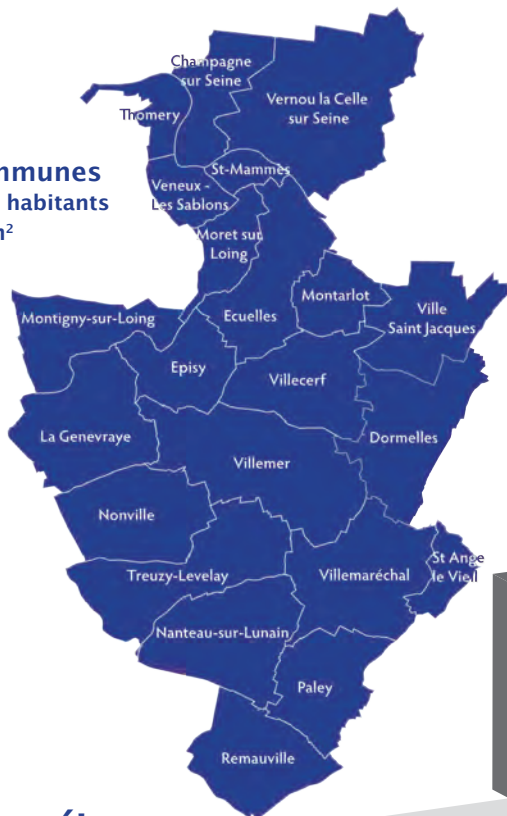 Champagne
sur Seine
Vernou la Celle
sur Seine
Thomery
habitants
St-Mammès
Veneux -
Les Sablons
Moret sur
Loing
Montarlot
Ville
Saint Jacques
Montigny-sur-Loing
Ecuelles
Episy
Villecerf
La Genevraye
Dormelles
Villemer
Nonville
St Ange
le Vieil
Treuzy-Levelay
Villemaréchal
Nanteau-sur-Lunain
Paley
Remauville